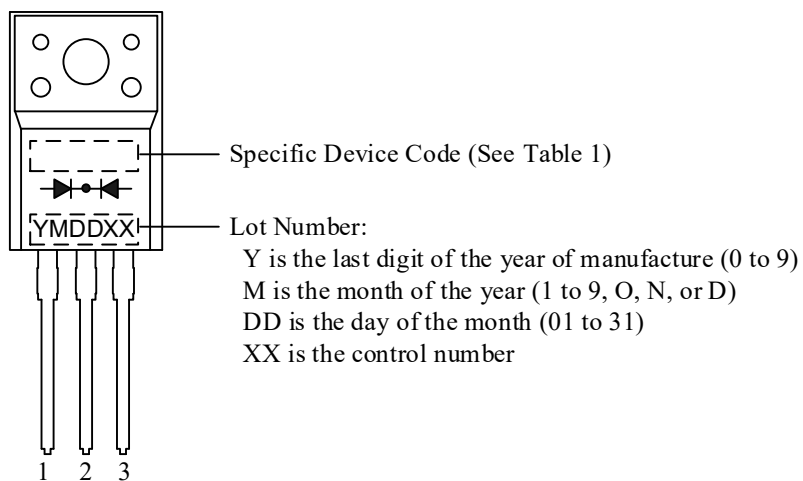 Specific Device Code (See Table 1)
YMDDXX
Lot Number:
Y is the last digit of the year of manufacture (0 to 9)
M is the month of the year (1 to 9, O, N, or D)
DD is the day of the month (01 to 31)
XX is the control number
1 2 3